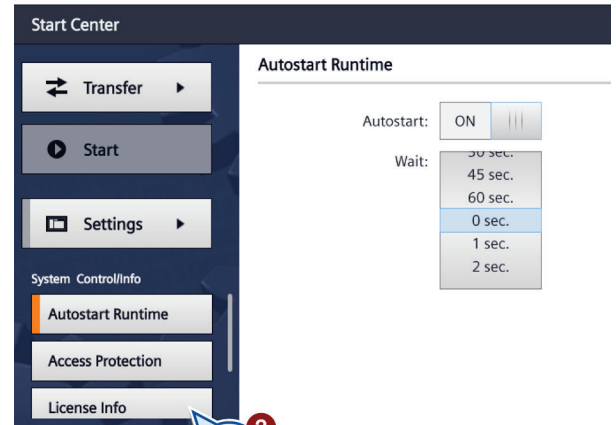 Start Center
Transfer
Start
Settings
System Control/Info
Autostart Runtime
Access Protection
License Info
Autostart Runtime
Autostart:
ON
Wait:
45 sec.
60 sec.
0 sec.
1 sec.
2 sec.